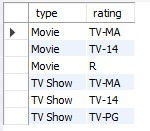 type rating
Movie TV-MA
Movie TV-14
Movie R
TV Show TV-MA
TV Show TV-14
TV Show TV-PG